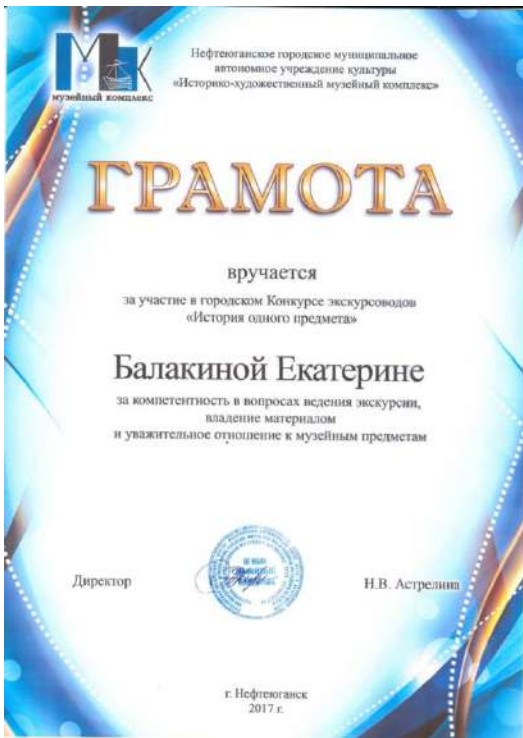 МК
музейный комплекс
Нефтеюганское городское муниципальное
автономное учреждение культуры
«Историко-художественный музейный комплекс»
ГРАМОТА
вручается
за участие в городском Конкурсе экскурсоводов
«История одного предмета»
Балакиной Екатерине
за компетентность в вопросах ведения экскурсии,
владение материалом
и уважительное отношение к музейным предметам
Директор
Н.В. Астрелина
г. Нефтеюганск
2017 г.